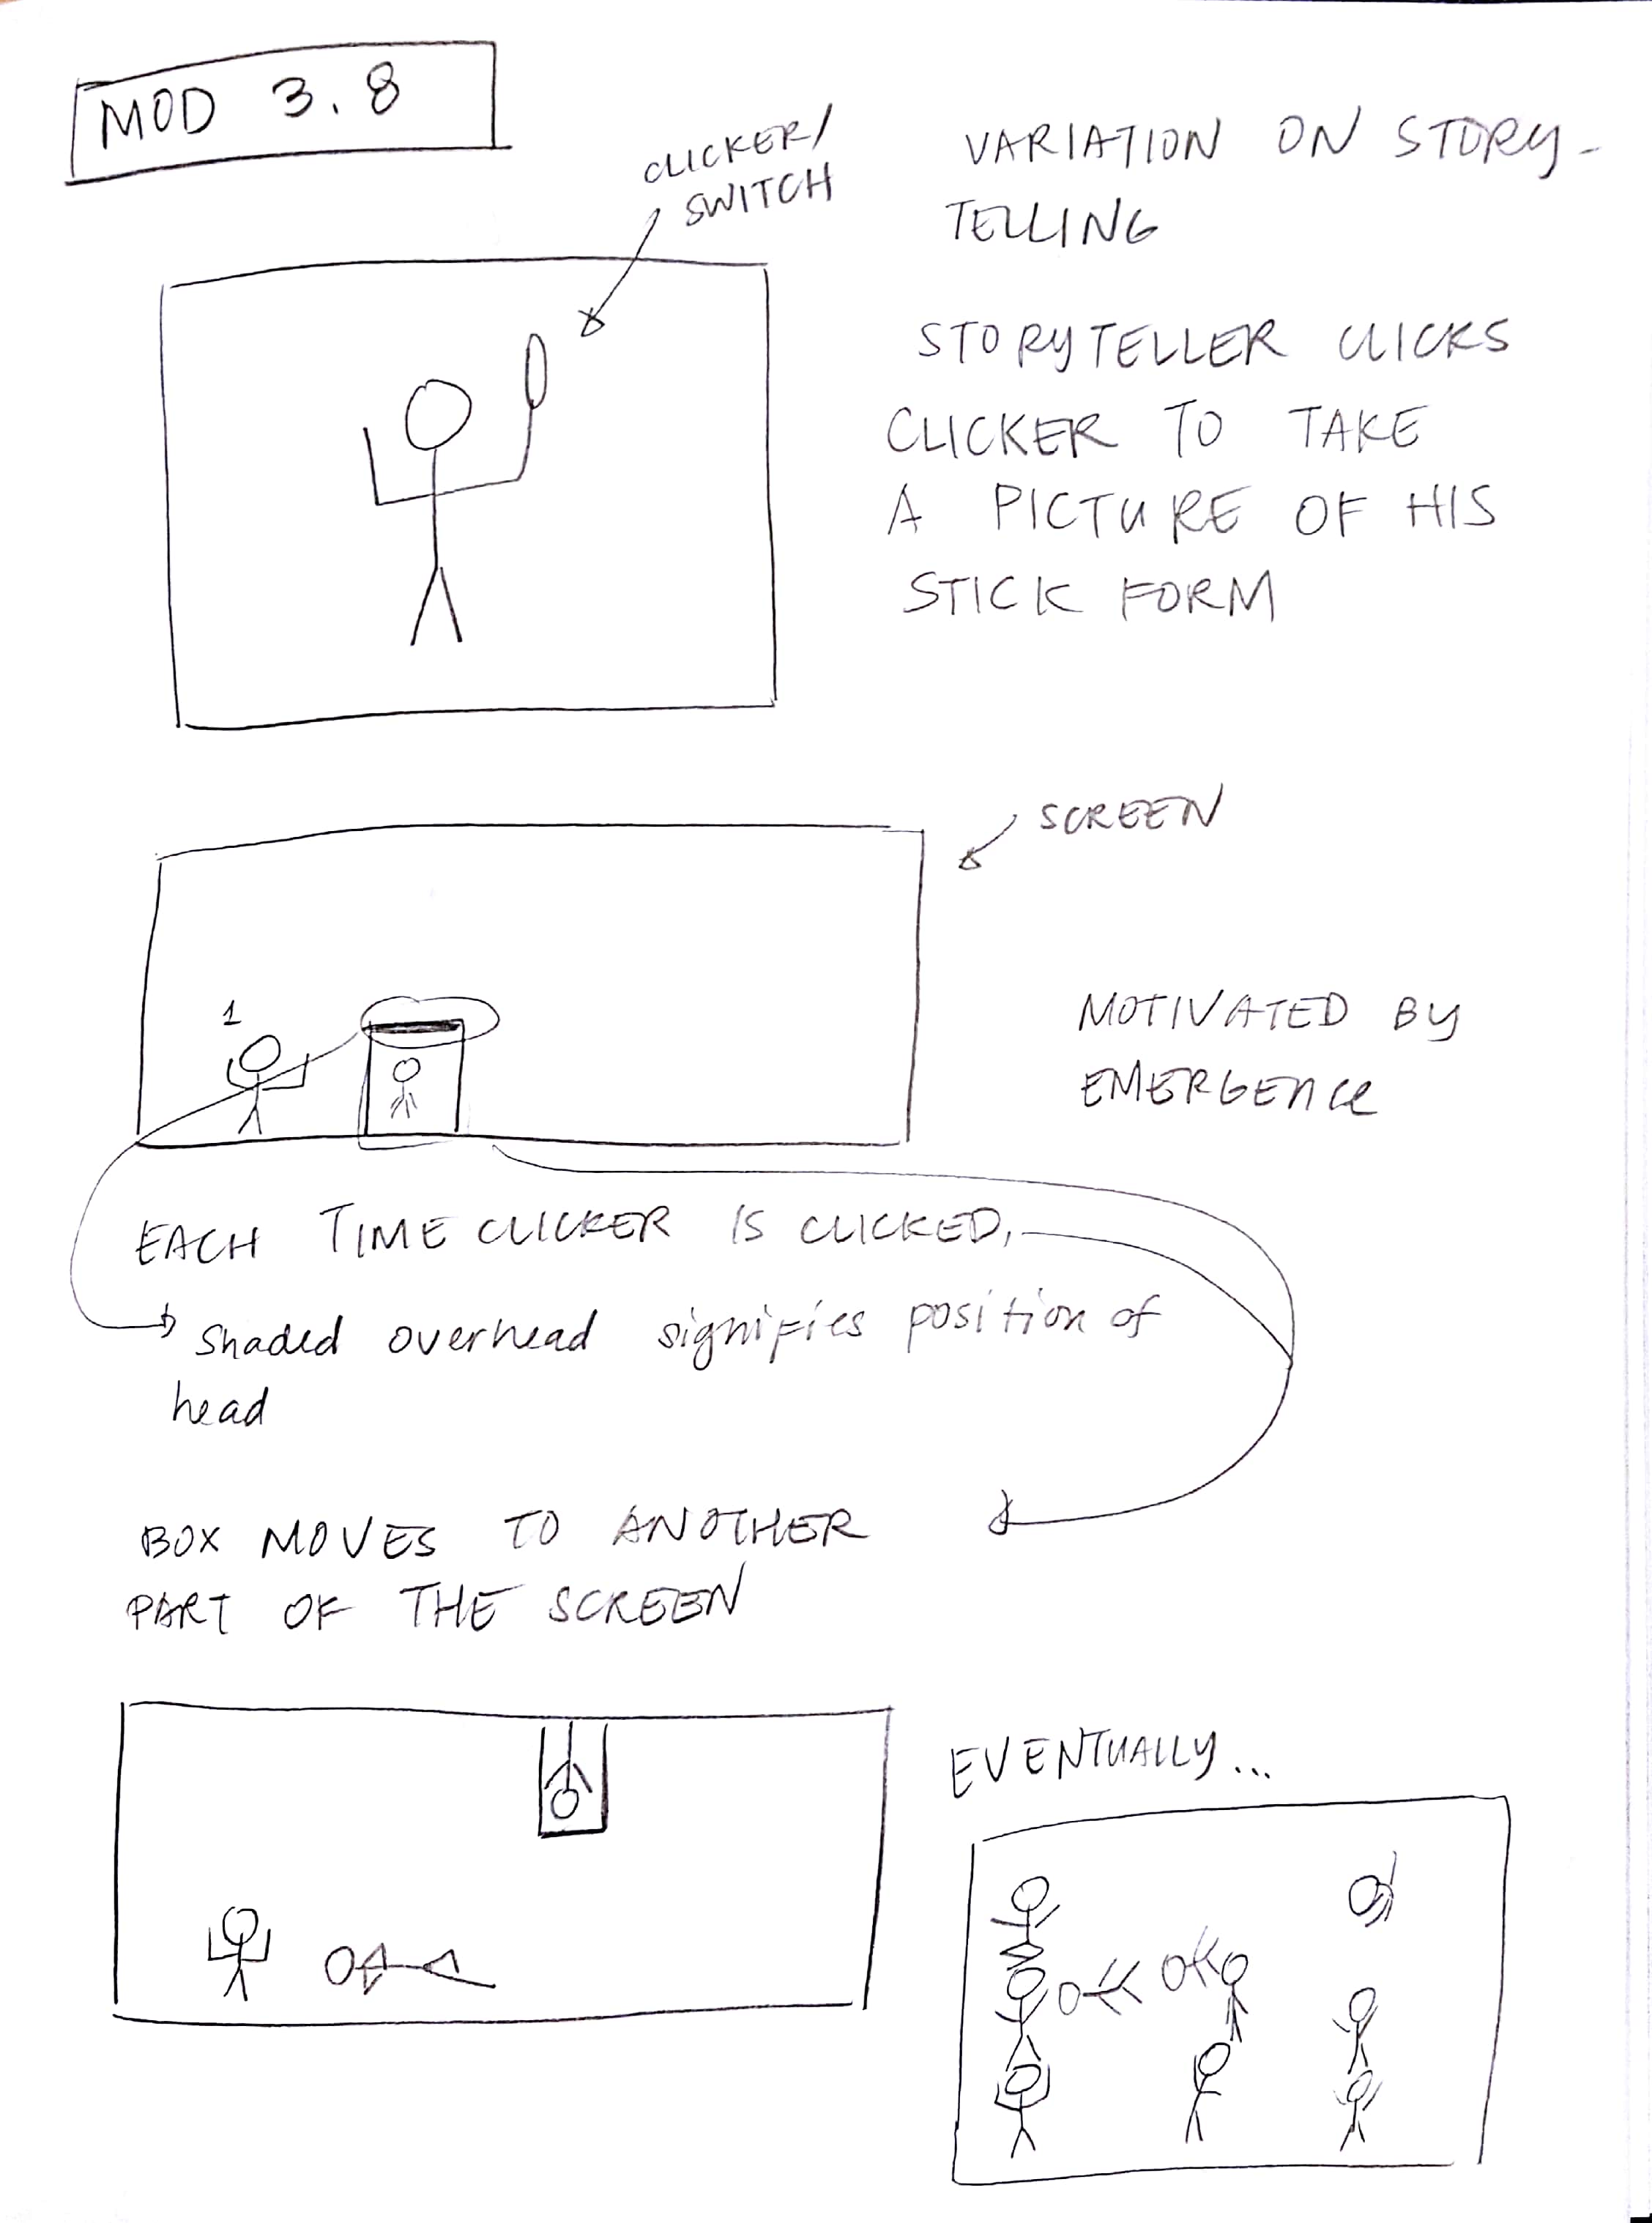 MOD 3.8
CLICKER/
SWITCH
VARIATION ON STORY-
TELLING
STORYTELLER CLICKS
CLICKER TO TAKE
A PICTURE OF HIS
STICK FORM
SCREEN
1
MOTIVATED BY
EMERGENCE
EACH TIME CLICKER IS CLICKED,
shaded overhead signifies position of
head
BOX MOVES TO ANOTHER
PART OF THE SCREEN
EVENTUALLY...